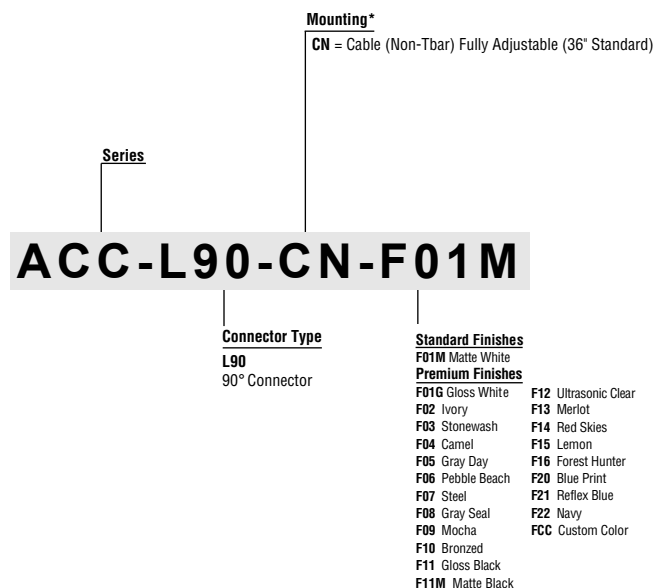 Mounting*
CN = Cable (Non-Tbar) Fully Adjustable (36" Standard)
Series
ACC-L90-CN-F01M
Connector Type
L90
90° Connector
Standard Finishes
F01M Matte White
Premium Finishes
F01G Gloss White
F02 Ivory
F03 Stonewash
F04 Camel
F05 Gray Day
F06 Pebble Beach
F07 Steel
F08 Gray Seal
F09 Mocha
F10 Bronzed
F11 Gloss Black
F11M Matte Black
F12 Ultrasonic Clear
F13 Merlot
F14 Red Skies
F15 Lemon
F16 Forest Hunter
F20 Blue Print
F21 Reflex Blue
F22 Navy
FCC Custom Color